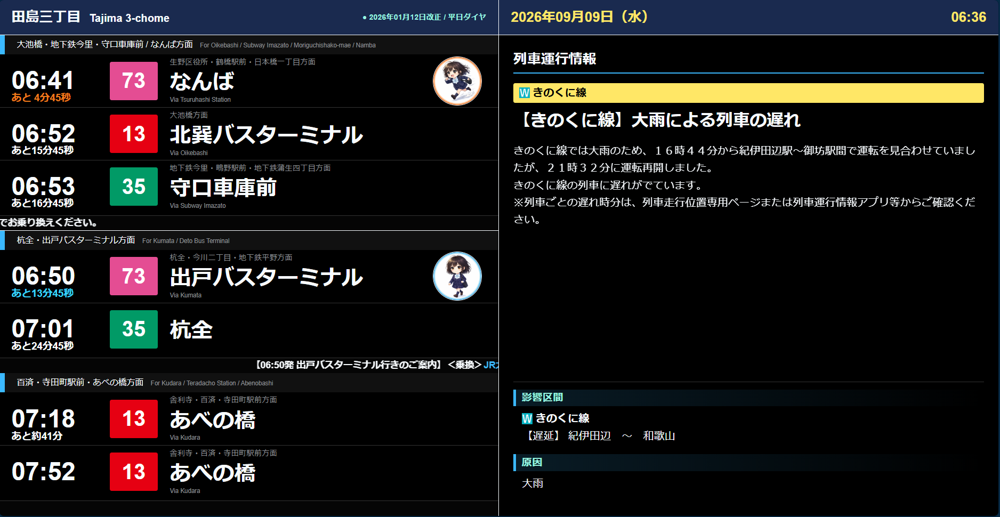 田島三丁目 Tajima 3-chome
● 2026年01月12日改正 / 平日ダイヤ
大池橋・地下鉄今里・守口車庫前 / なんば方面 For Oikebashi / Subway Imazato / Moriguchishako-mae / Namba
06:41
あと 4分45秒
73
生野区役所・鶴橋駅前・日本橋一丁目方面
なんば
Via Tsuruhashi Station
06:52
あと15分45秒
13
大池橋方面
北巽バスターミナル
Via Oikebashi
06:53
あと16分45秒
35
地下鉄今里・鴫野駅前・地下鉄蒲生四丁目方面
守口車庫前
Via Subway Imazato
でお乗り換えください。
杭全・出戸バスターミナル方面 For Kumata / Deto Bus Terminal
06:50
あと13分45秒
73
杭全・今川二丁目・地下鉄平野方面
出戸バスターミナル
Via Kumata
07:01
あと24分45秒
35
杭全
【06:50発 出戸バスターミナル行きのご案内】 ＜乗換＞ JR
百済・寺田町駅前・あべの橋方面 For Kudara / Teradacho Station / Abenobashi
07:18
あと約41分
13
舎利寺・百済・寺田町駅前方面
あべの橋
Via Kudara
07:52
13
舎利寺・百済・寺田町駅前方面
あべの橋
Via Kudara
2026年09月09日（水）
06:36
列車運行情報
W きのくに線
【きのくに線】大雨による列車の遅れ
きのくに線では大雨のため、１６時４４分から紀伊田辺駅～御坊駅間で運転を見合わせていまし
たが、２１時３２分に運転再開しました。
きのくに線の列車に遅れがでています。
※列車ごとの遅れ時分は、列車走行位置専用ページまたは列車運行情報アプリ等からご確認くだ
さい。
影響区間
W きのくに線
【遅延】 紀伊田辺　～　和歌山
原因
大雨